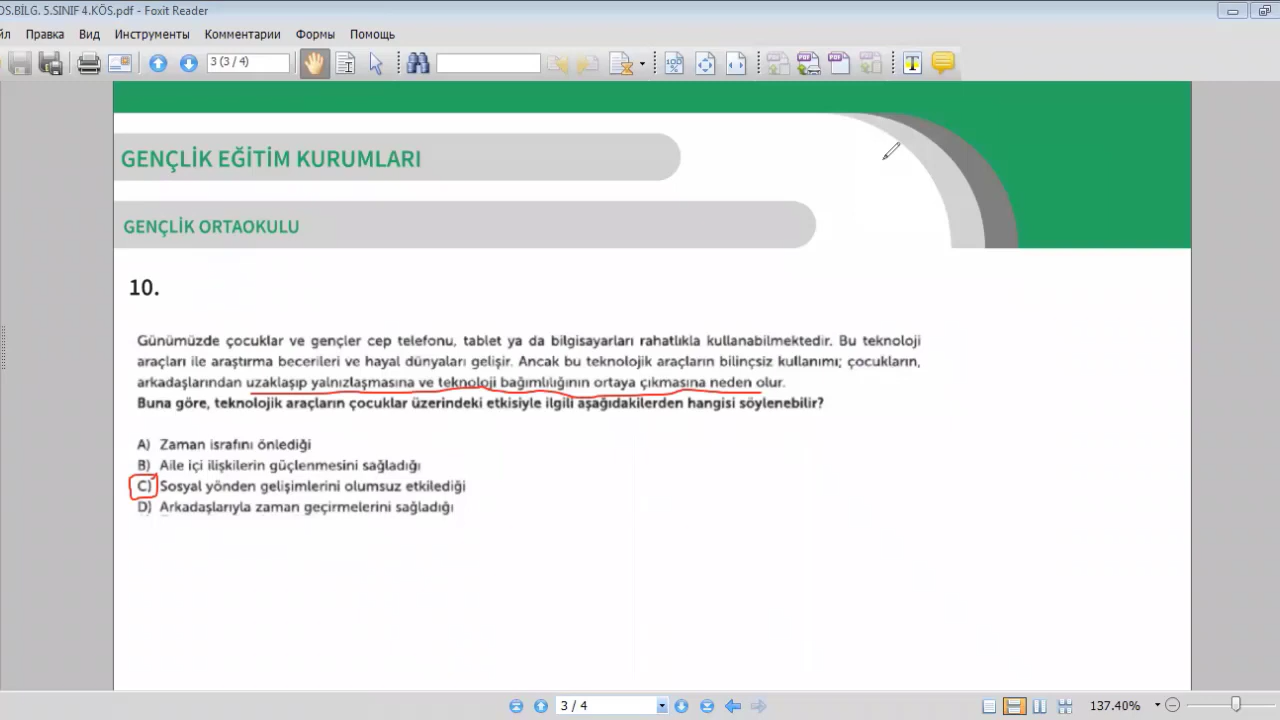 OS.BİLG. 5.SINIF 4.KÖS.pdf - Foxit Reader
йл Правка Вид Инструменты Комментарии Формы Помощь
3 (3 / 4)
GENÇLİK EĞİTİM KURUMLARI
GENÇLİK ORTAOKULU
10.
Günümüzde çocuklar ve gençler cep telefonu, tablet ya da bilgisayarları rahatlıkla kullanabilmektedir. Bu teknoloji
araçları ile araştırma becerileri ve hayal dünyaları gelişir. Ancak bu teknolojik araçların bilinçsiz kullanımı; çocukların,
arkadaşlarından uzaklaşıp yalnızlaşmasına ve teknoloji bağımlılığının ortaya çıkmasına neden olur.
Buna göre, teknolojik araçların çocuklar üzerindeki etkisiyle ilgili aşağıdakilerden hangisi söylenebilir?
A) Zaman israfını önlediği
B) Aile içi ilişkilerin güçlenmesini sağladığı
C) Sosyal yönden gelişimlerini olumsuz etkilediği
D) Arkadaşlarıyla zaman geçirmelerini sağladığı
3 / 4
137.40%